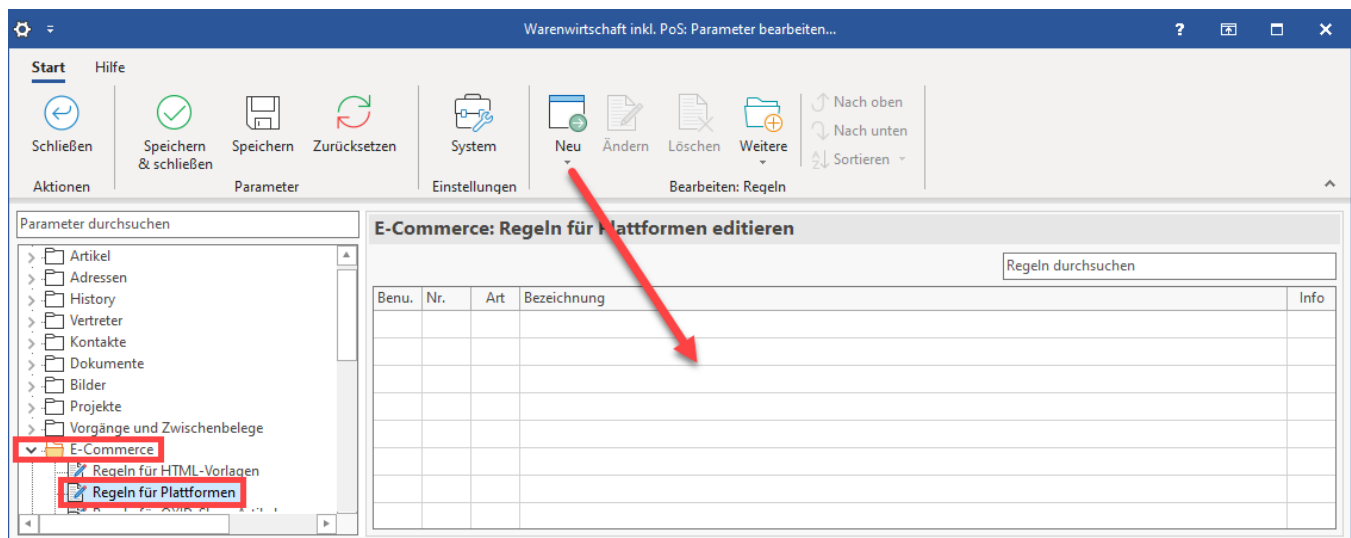 Warenwirtschaft inkl. PoS: Parameter bearbeiten...
?
Start Hilfe
Schließen
Speichern
& schließen
Speichern
Zurücksetzen
System
Neu
Ändern
Löschen
Weitere
Nach oben
Nach unten
Sortieren
Aktionen
Parameter
Einstellungen
Bearbeiten: Regeln
Parameter durchsuchen
Artikel
Adressen
History
Vertreter
Kontakte
Dokumente
Bilder
Projekte
Vorgänge und Zwischenbelege
E-Commerce
Regeln für HTML-Vorlagen
Regeln für Plattformen
E-Commerce: Regeln für Plattformen editieren
Regeln durchsuchen
Benu. Nr. Art Bezeichnung Info